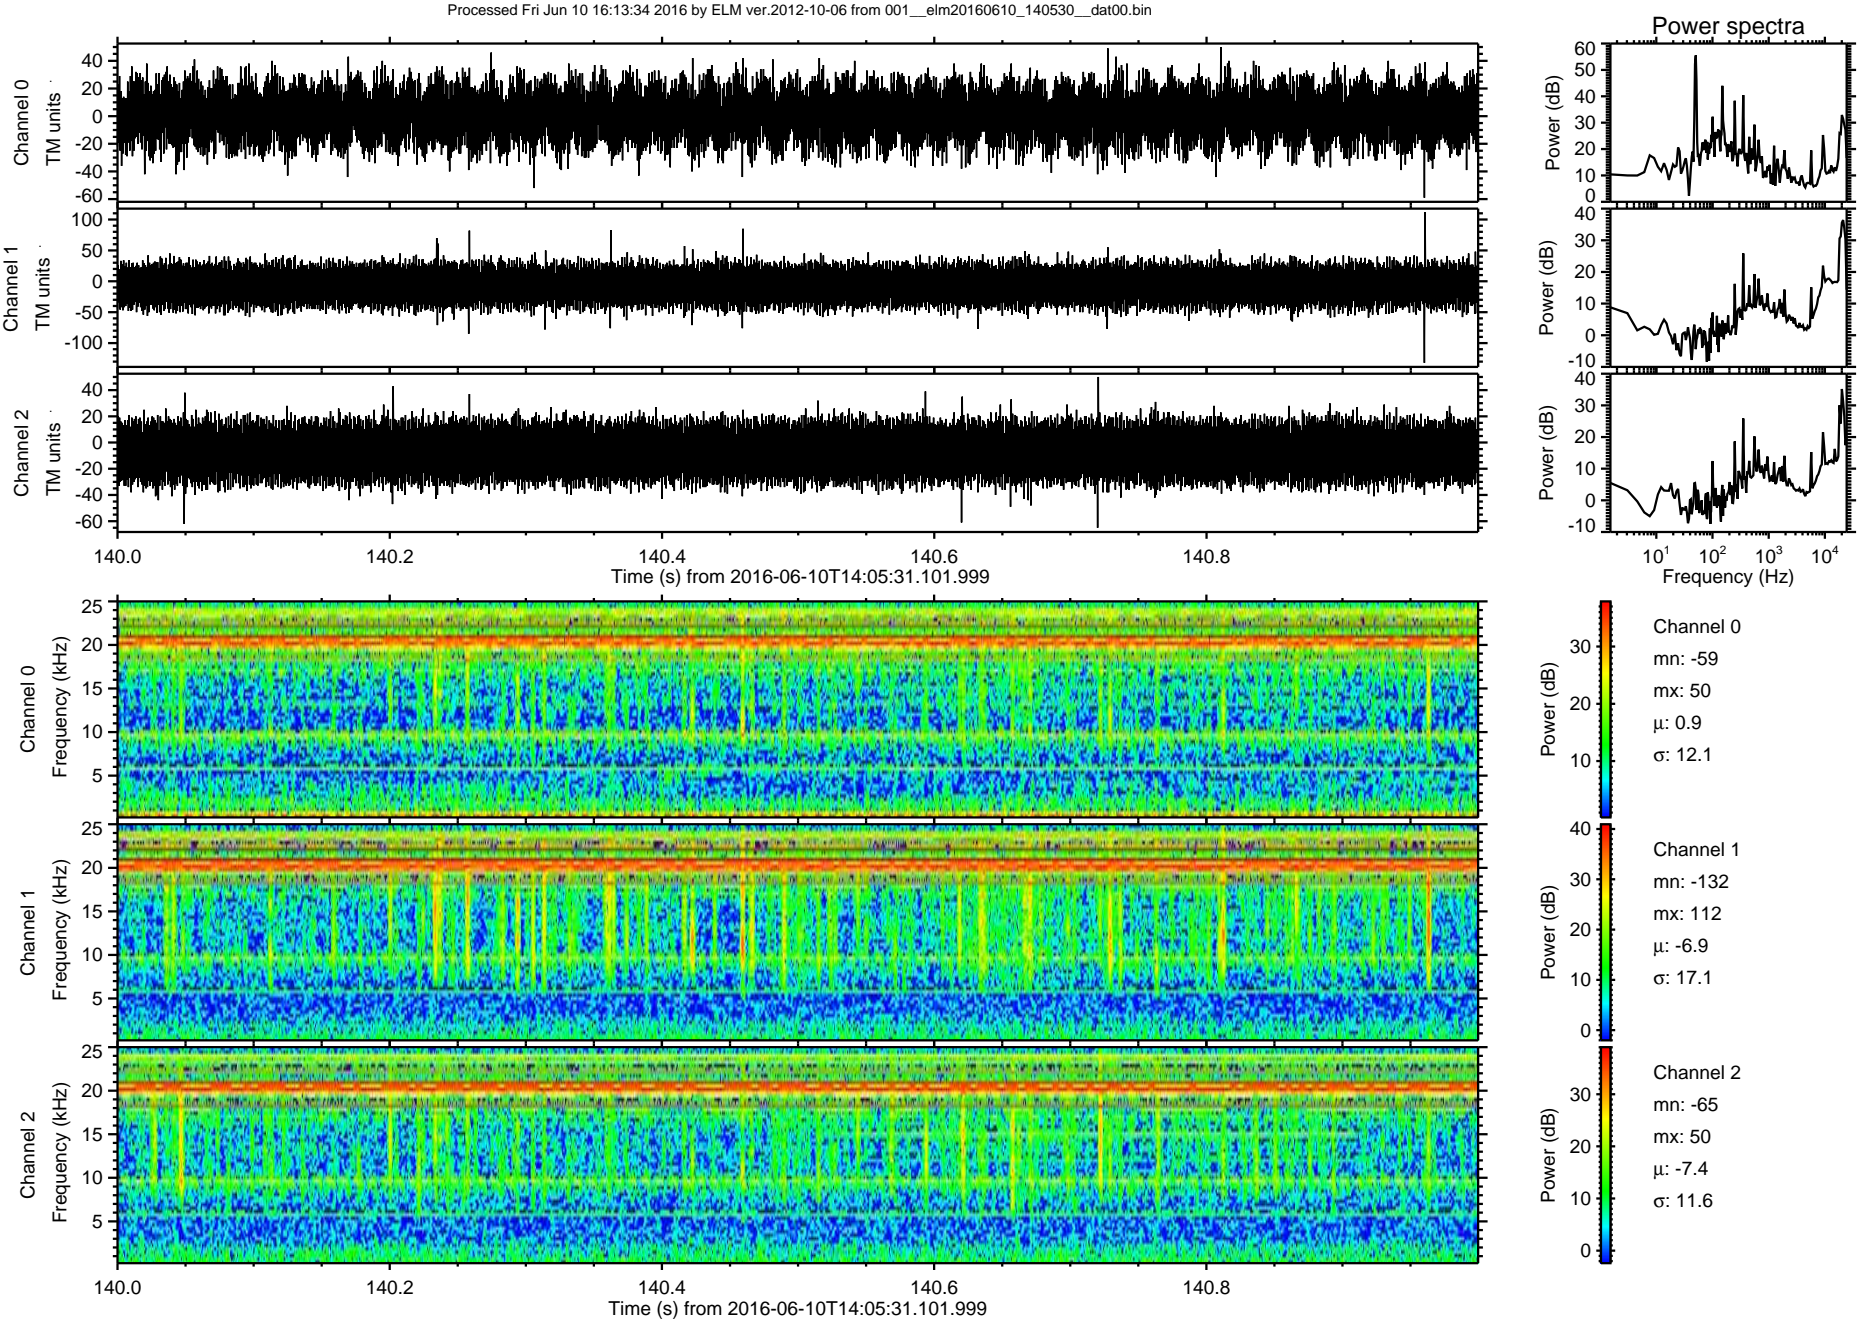 Processed Fri Jun 10 16:13:34 2016 by ELM ver.2012-10-06 from 001__elm20160610_140530__dat00.bin
Power spectra
Channel 0
TM units
40
20
0
-20
-40
-60
Power (dB)
60
50
40
30
20
10
0
Channel 1
TM units
100
50
0
-50
-100
Power (dB)
40
30
20
10
0
-10
Channel 2
TM units
40
20
0
-20
-40
-60
Power (dB)
40
30
20
10
0
-10
140.0 140.2 140.4 140.6 140.8
Time (s) from 2016-06-10T14:05:31.101.999
10¹ 10² 10³ 10⁴
Frequency (Hz)
Channel 0
Frequency (kHz)
25
20
15
10
5
Power (dB)
30
20
10
Channel 0
mn: -59
mx: 50
μ: 0.9
σ: 12.1
Channel 1
Frequency (kHz)
25
20
15
10
5
Power (dB)
40
30
20
10
0
Channel 1
mn: -132
mx: 112
μ: -6.9
σ: 17.1
Channel 2
Frequency (kHz)
25
20
15
10
5
Power (dB)
30
20
10
0
Channel 2
mn: -65
mx: 50
μ: -7.4
σ: 11.6
140.0 140.2 140.4 140.6 140.8
Time (s) from 2016-06-10T14:05:31.101.999